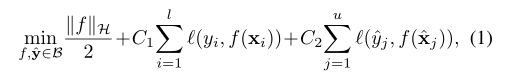 \min_{f,\hat{\mathbf{y}}\in\mathcal{B}} \frac{\|f\|_{\mathcal{H}}}{2} + C_1 \sum_{i=1}^{l} \ell(y_i, f(\mathbf{x}_i)) + C_2 \sum_{j=1}^{u} \ell(\hat{y}_j, f(\hat{\mathbf{x}}_j)), (1)